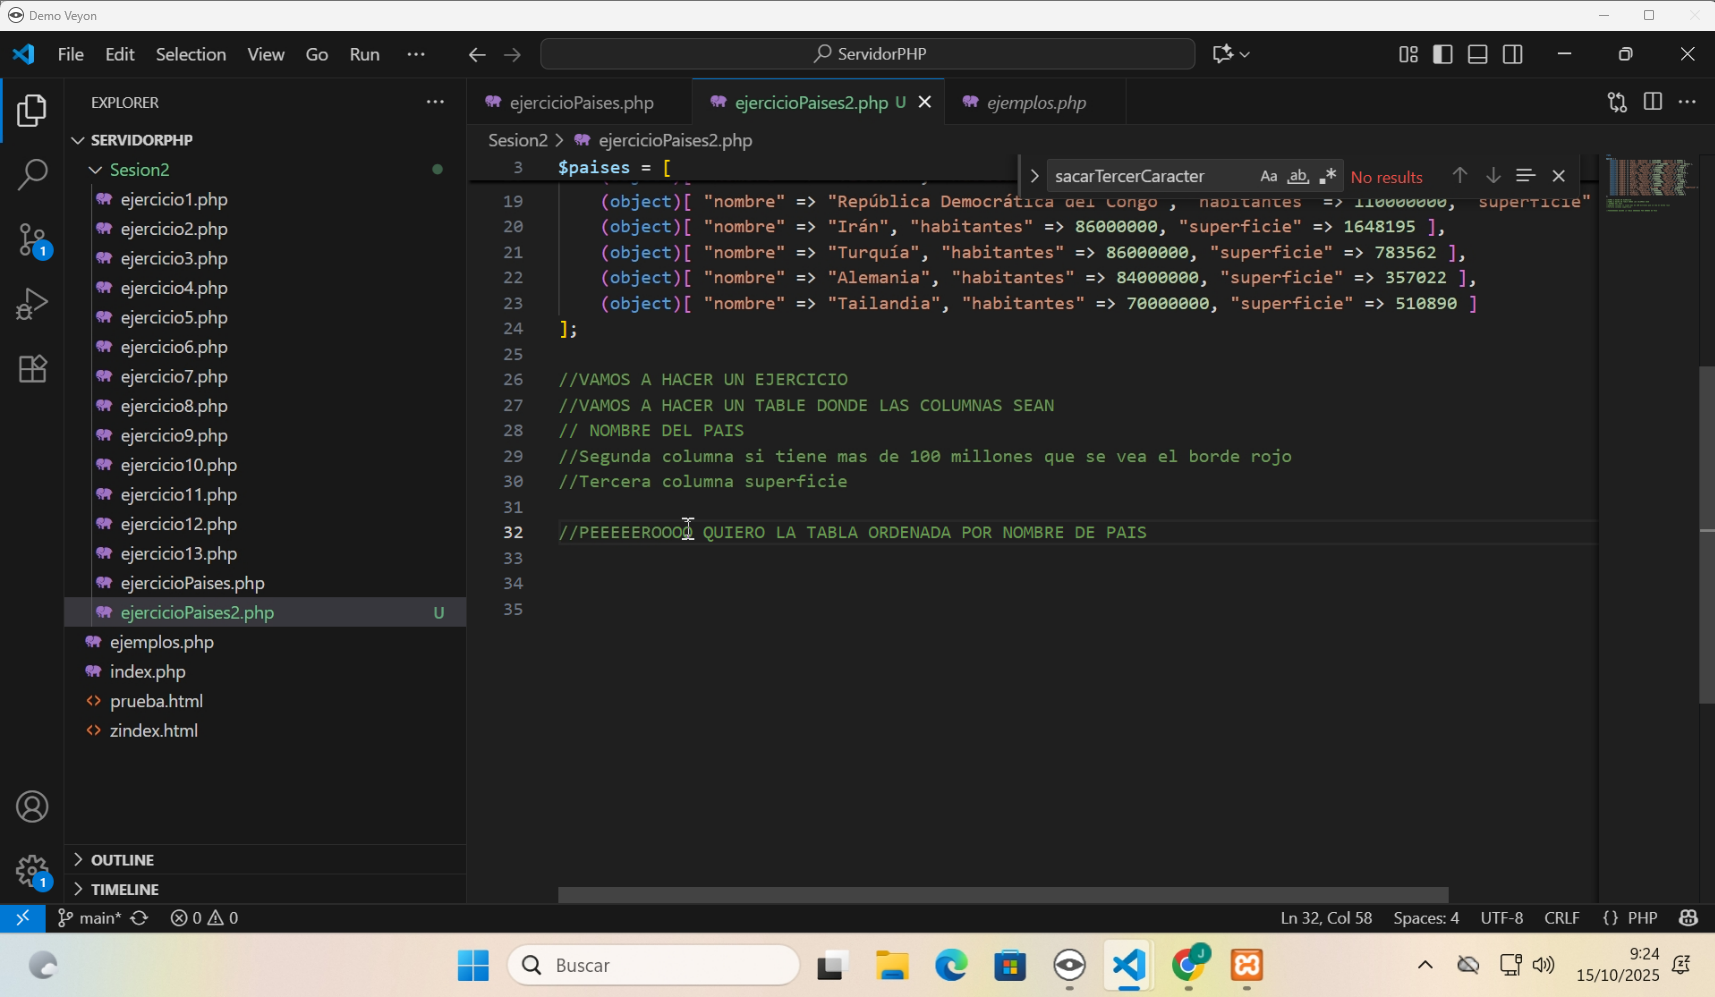 Demo Veyon
File Edit Selection View Go Run ··· ServidorPHP
EXPLORER ···
SERVIDORPHP
Sesion2
ejercicio1.php
ejercicio2.php
ejercicio3.php
ejercicio4.php
ejercicio5.php
ejercicio6.php
ejercicio7.php
ejercicio8.php
ejercicio9.php
ejercicio10.php
ejercicio11.php
ejercicio12.php
ejercicio13.php
ejercicioPaises.php
ejercicioPaises2.php U
ejemplos.php
index.php
prueba.html
zindex.html
OUTLINE
TIMELINE
1
1
ejercicioPaises.php ejercicioPaises2.php U ejemplos.php
Sesion2 > ejercicioPaises2.php
sacarTercerCaracter Aa ab .* No results
3 $paises = [
19 (object)[ "nombre" => "República Democrática del Congo", "habitantes" => 110000000, "superficie"
20 (object)[ "nombre" => "Irán", "habitantes" => 86000000, "superficie" => 1648195 ],
21 (object)[ "nombre" => "Turquía", "habitantes" => 86000000, "superficie" => 783562 ],
22 (object)[ "nombre" => "Alemania", "habitantes" => 84000000, "superficie" => 357022 ],
23 (object)[ "nombre" => "Tailandia", "habitantes" => 70000000, "superficie" => 510890 ]
24 ];
25
26 //VAMOS A HACER UN EJERCICIO
27 //VAMOS A HACER UN TABLE DONDE LAS COLUMNAS SEAN
28 // NOMBRE DEL PAIS
29 //Segunda columna si tiene mas de 100 millones que se vea el borde rojo
30 //Tercera columna superficie
31
32 //PEEEEEROOOO QUIERO LA TABLA ORDENADA POR NOMBRE DE PAIS
33
34
35
main* 0 0 Ln 32, Col 58 Spaces: 4 UTF-8 CRLF {} PHP
Buscar
J
9:24
15/10/2025